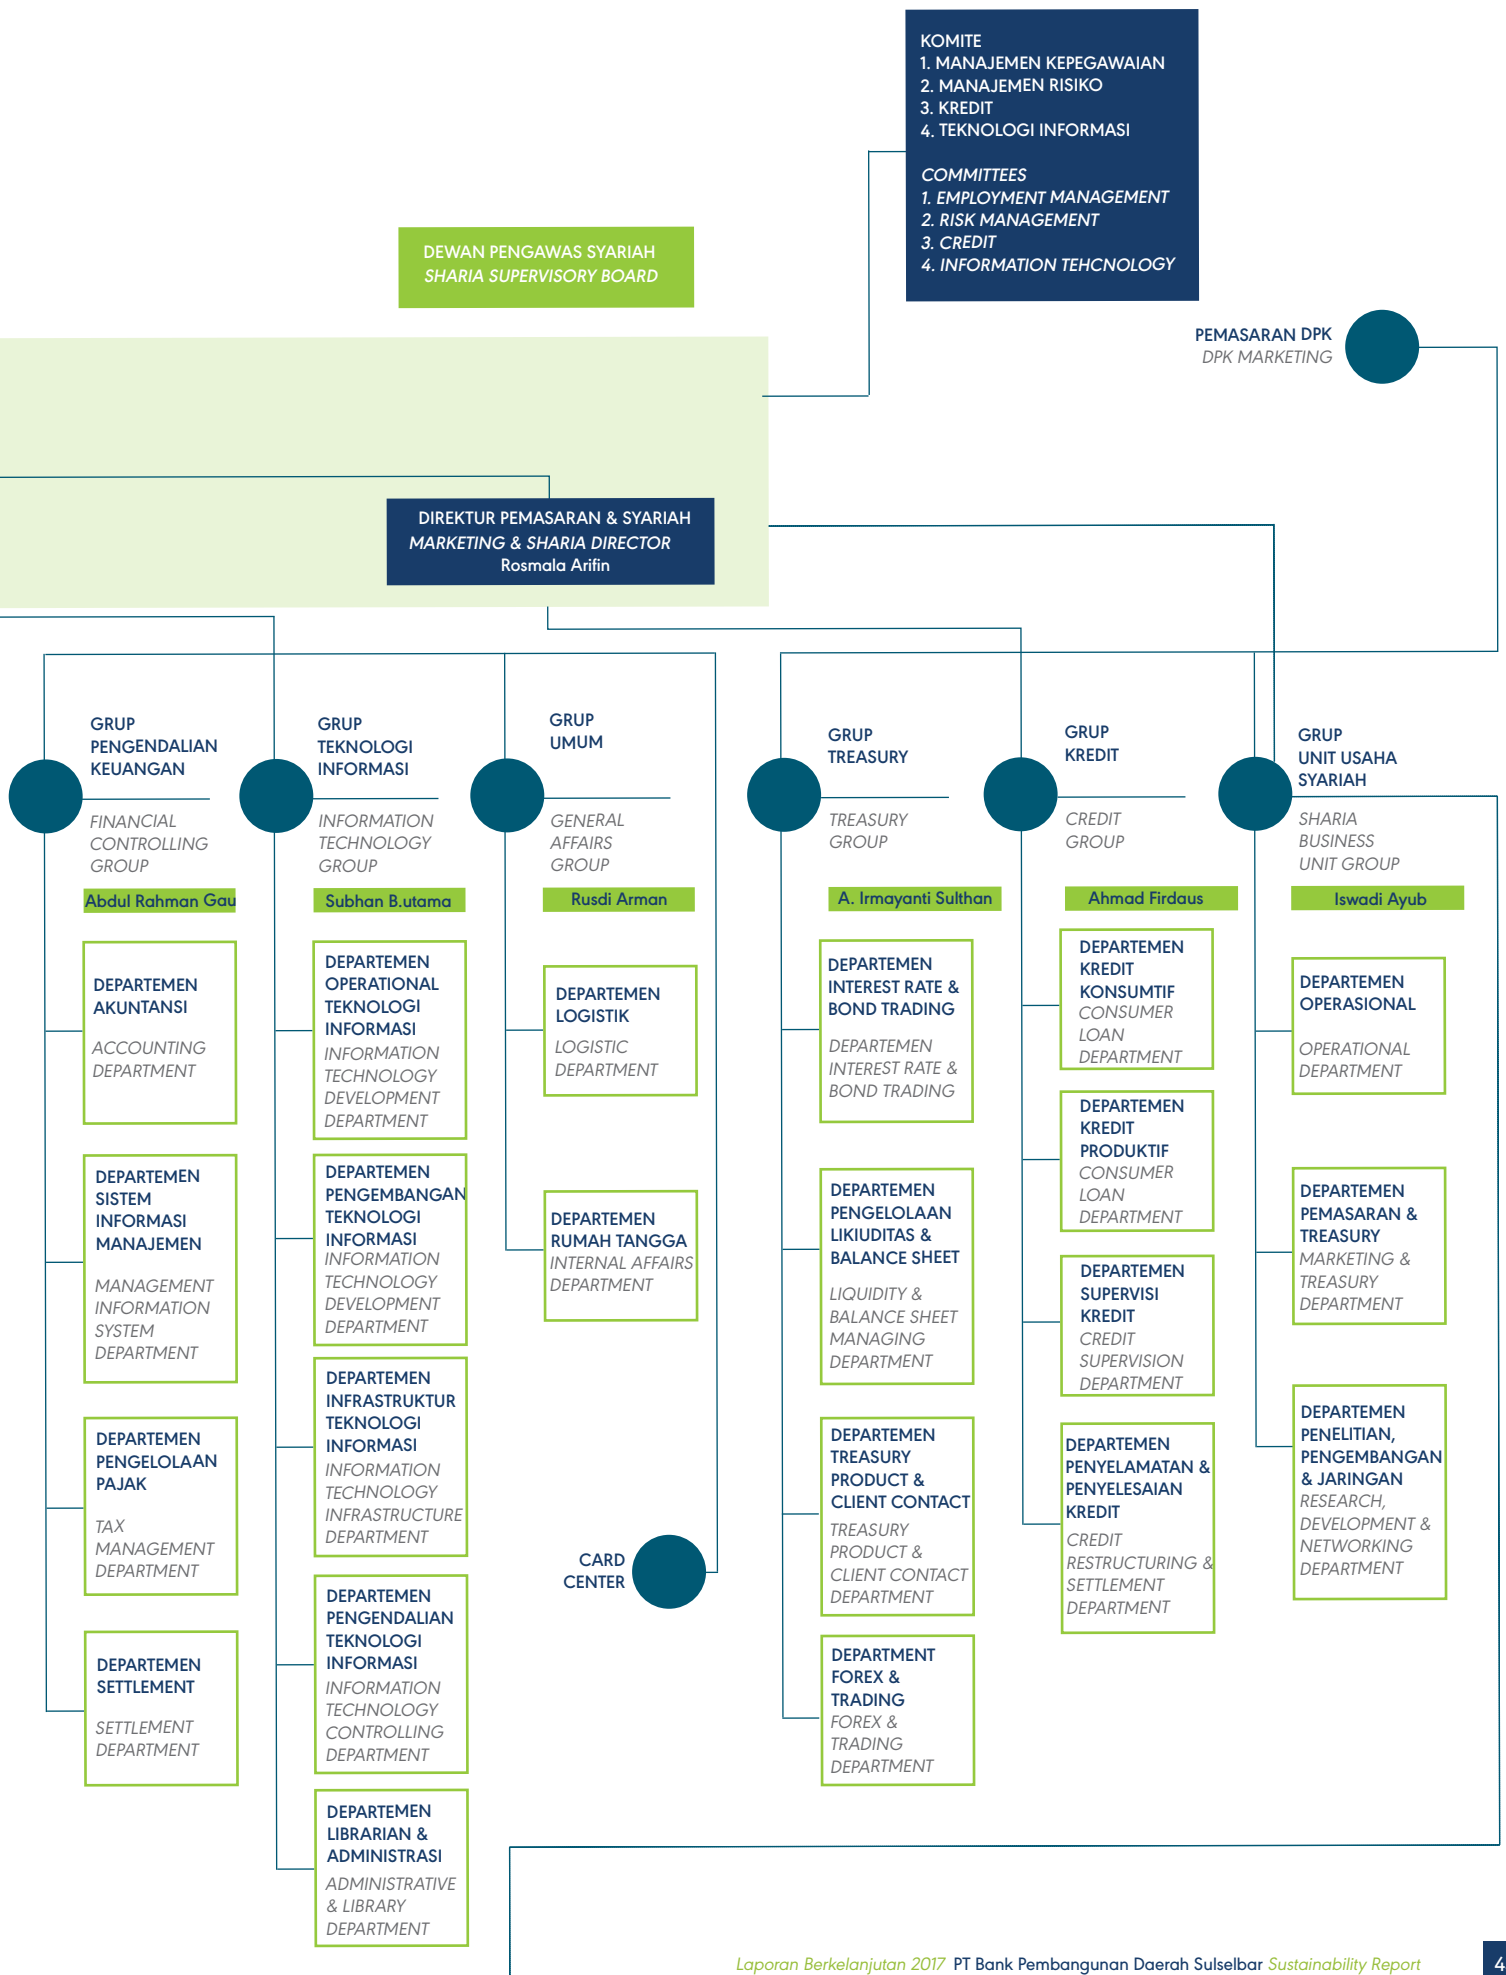 KOMITE
1. MANAJEMEN KEPEGAWAIAN
2. MANAJEMEN RISIKO
3. KREDIT
4. TEKNOLOGI INFORMASI
COMMITTEES
1. EMPLOYMENT MANAGEMENT
2. RISK MANAGEMENT
3. CREDIT
4. INFORMATION TEHCNOLOGY
DEWAN PENGAWAS SYARIAH
SHARIA SUPERVISORY BOARD
PEMASARAN DPK
DPK MARKETING
DIREKTUR PEMASARAN & SYARIAH
MARKETING & SHARIA DIRECTOR
Rosmala Arifin
GRUP
PENGENDALIAN
KEUANGAN
FINANCIAL
CONTROLLING
GROUP
Abdul Rahman Gau
DEPARTEMEN
AKUNTANSI
ACCOUNTING
DEPARTMENT
DEPARTEMEN
SISTEM
INFORMASI
MANAJEMEN
MANAGEMENT
INFORMATION
SYSTEM
DEPARTMENT
DEPARTEMEN
PENGELOLAAN
PAJAK
TAX
MANAGEMENT
DEPARTMENT
DEPARTEMEN
SETTLEMENT
SETTLEMENT
DEPARTMENT
GRUP
TEKNOLOGI
INFORMASI
INFORMATION
TECHNOLOGY
GROUP
Subhan B.utama
DEPARTEMEN
OPERATIONAL
TEKNOLOGI
INFORMASI
INFORMATION
TECHNOLOGY
DEVELOPMENT
DEPARTMENT
DEPARTEMEN
PENGEMBANGAN
TEKNOLOGI
INFORMASI
INFORMATION
TECHNOLOGY
DEVELOPMENT
DEPARTMENT
DEPARTEMEN
INFRASTRUKTUR
TEKNOLOGI
INFORMASI
INFORMATION
TECHNOLOGY
INFRASTRUCTURE
DEPARTMENT
DEPARTEMEN
PENGENDALIAN
TEKNOLOGI
INFORMASI
INFORMATION
TECHNOLOGY
CONTROLLING
DEPARTMENT
DEPARTEMEN
LIBRARIAN &
ADMINISTRASI
ADMINISTRATIVE
& LIBRARY
DEPARTMENT
GRUP
UMUM
GENERAL
AFFAIRS
GROUP
Rusdi Arman
DEPARTEMEN
LOGISTIK
LOGISTIC
DEPARTMENT
DEPARTEMEN
RUMAH TANGGA
INTERNAL AFFAIRS
DEPARTMENT
CARD
CENTER
GRUP
TREASURY
TREASURY
GROUP
A. Irmayanti Sulthan
DEPARTEMEN
INTEREST RATE &
BOND TRADING
DEPARTEMEN
INTEREST RATE &
BOND TRADING
DEPARTEMEN
PENGELOLAAN
LIKIUDITAS &
BALANCE SHEET
LIQUIDITY &
BALANCE SHEET
MANAGING
DEPARTMENT
DEPARTEMEN
TREASURY
PRODUCT &
CLIENT CONTACT
TREASURY
PRODUCT &
CLIENT CONTACT
DEPARTMENT
DEPARTMENT
FOREX &
TRADING
FOREX &
TRADING
DEPARTMENT
GRUP
KREDIT
CREDIT
GROUP
Ahmad Firdaus
DEPARTEMEN
KREDIT
KONSUMTIF
CONSUMER
LOAN
DEPARTMENT
DEPARTEMEN
KREDIT
PRODUKTIF
CONSUMER
LOAN
DEPARTMENT
DEPARTEMEN
SUPERVISI
KREDIT
CREDIT
SUPERVISION
DEPARTMENT
DEPARTEMEN
PENYELAMATAN &
PENYELESAIAN
KREDIT
CREDIT
RESTRUCTURING &
SETTLEMENT
DEPARTMENT
GRUP
UNIT USAHA
SYARIAH
SHARIA
BUSINESS
UNIT GROUP
Iswadi Ayub
DEPARTEMEN
OPERASIONAL
OPERATIONAL
DEPARTMENT
DEPARTEMEN
PEMASARAN &
TREASURY
MARKETING &
TREASURY
DEPARTMENT
DEPARTEMEN
PENELITIAN,
PENGEMBANGAN
& JARINGAN
RESEARCH,
DEVELOPMENT &
NETWORKING
DEPARTMENT
Laporan Berkelanjutan 2017 PT Bank Pembangunan Daerah Sulselbar Sustainability Report 4